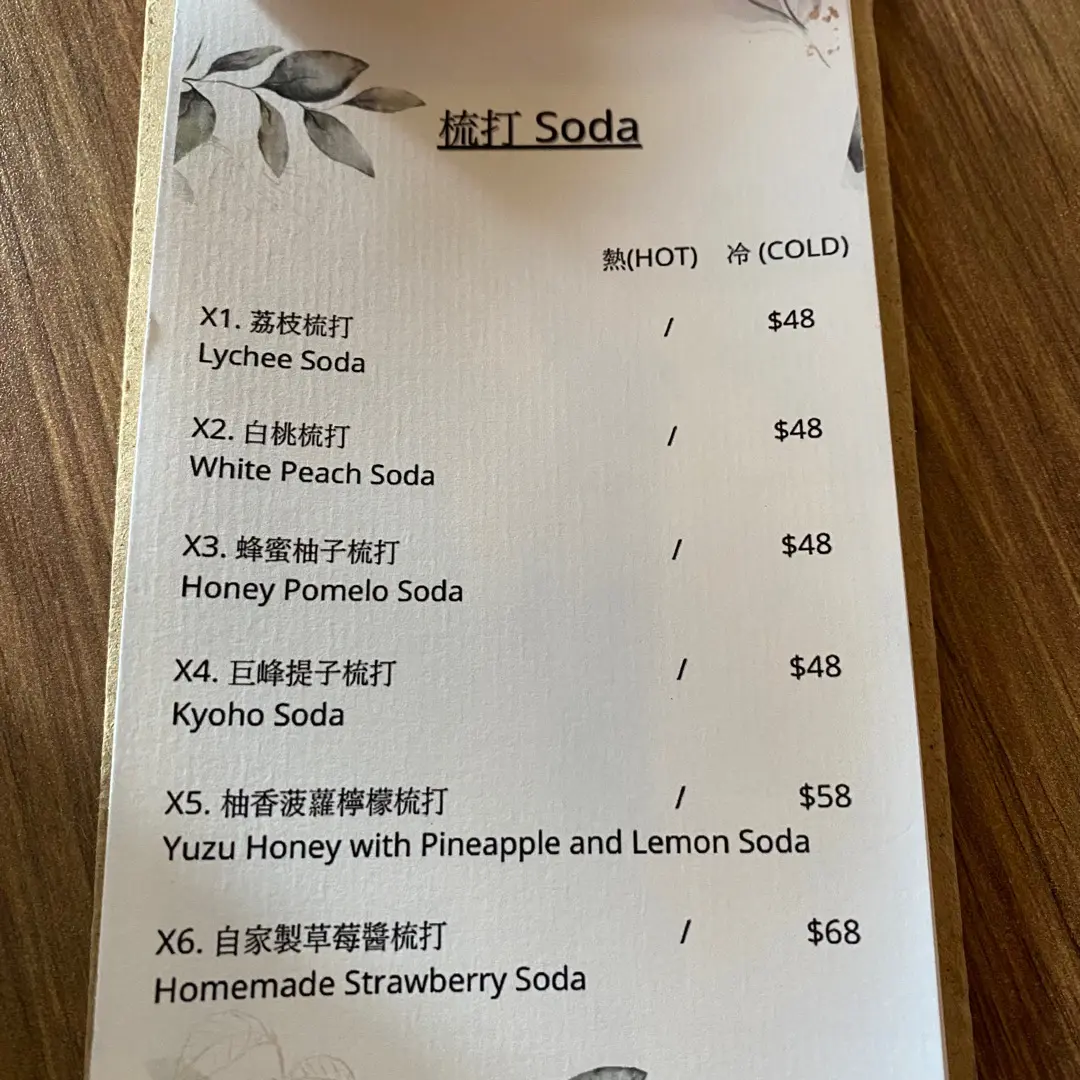 梳打 Soda
熱(HOT) 冷 (COLD)
X1. 荔枝梳打 / $48
Lychee Soda
X2. 白桃梳打 / $48
White Peach Soda
X3. 蜂蜜柚子梳打 / $48
Honey Pomelo Soda
X4. 巨峰提子梳打 / $48
Kyoho Soda
X5. 柚香菠蘿檸檬梳打 / $58
Yuzu Honey with Pineapple and Lemon Soda
X6. 自家製草莓醬梳打 / $68
Homemade Strawberry Soda